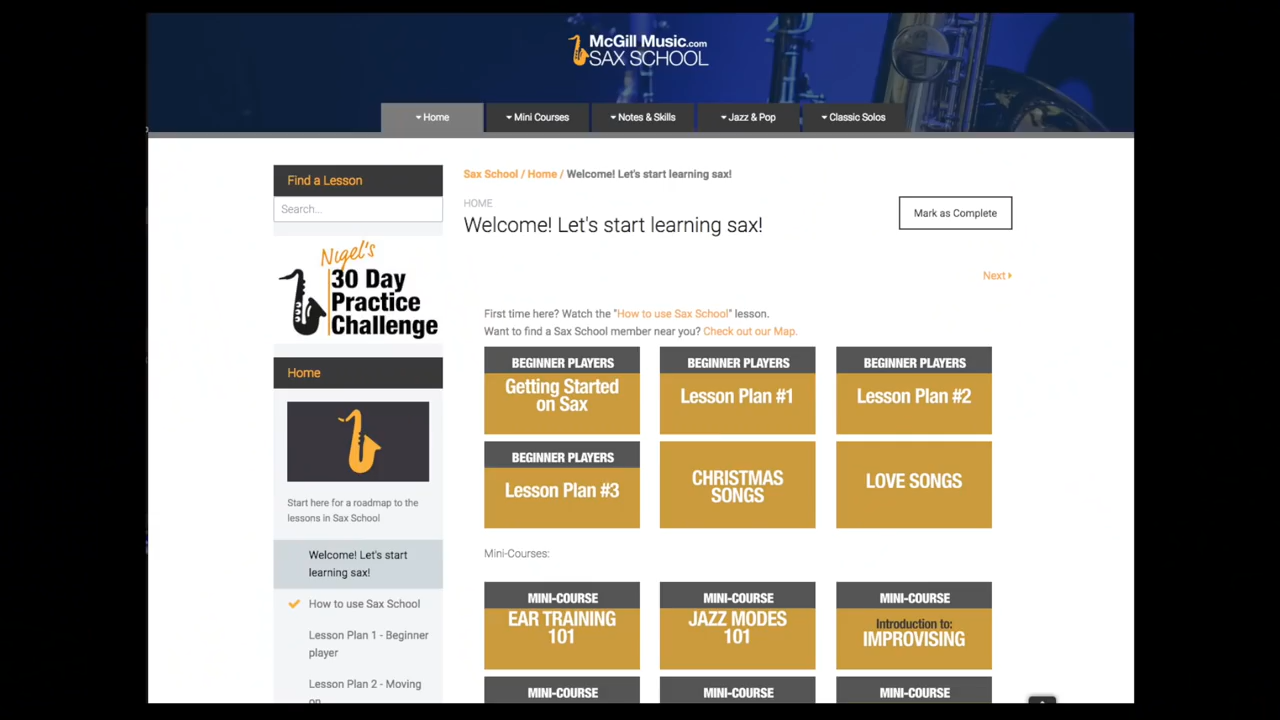 McGill Music.com
SAX SCHOOL
Home
Mini Courses
Notes & Skills
Jazz & Pop
Classic Solos
Find a Lesson
Search...
Nigel's
30 Day
Practice
Challenge
Home
Start here for a roadmap to the
lessons in Sax School
Welcome! Let's start
learning sax!
How to use Sax School
Lesson Plan 1 - Beginner
player
Lesson Plan 2 - Moving
on
Sax School / Home / Welcome! Let's start learning sax!
HOME
Welcome! Let's start learning sax!
Mark as Complete
Next
First time here? Watch the "How to use Sax School" lesson.
Want to find a Sax School member near you? Check out our Map.
BEGINNER PLAYERS
Getting Started
on Sax
BEGINNER PLAYERS
Lesson Plan #1
BEGINNER PLAYERS
Lesson Plan #2
BEGINNER PLAYERS
Lesson Plan #3
CHRISTMAS
SONGS
LOVE SONGS
Mini-Courses:
MINI-COURSE
EAR TRAINING
101
MINI-COURSE
JAZZ MODES
101
MINI-COURSE
Introduction to:
IMPROVISING
MINI-COURSE
MINI-COURSE
MINI-COURSE